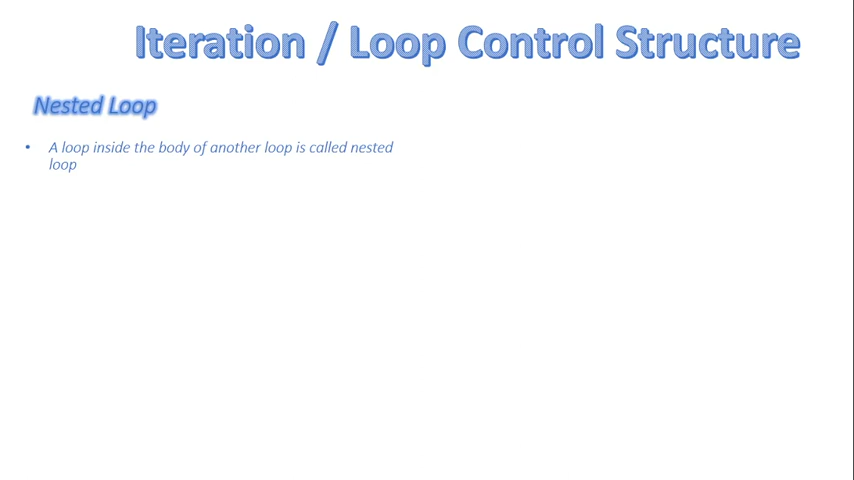 Iteration / Loop Control Structure
Nested Loop
• A loop inside the body of another loop is called nested
loop